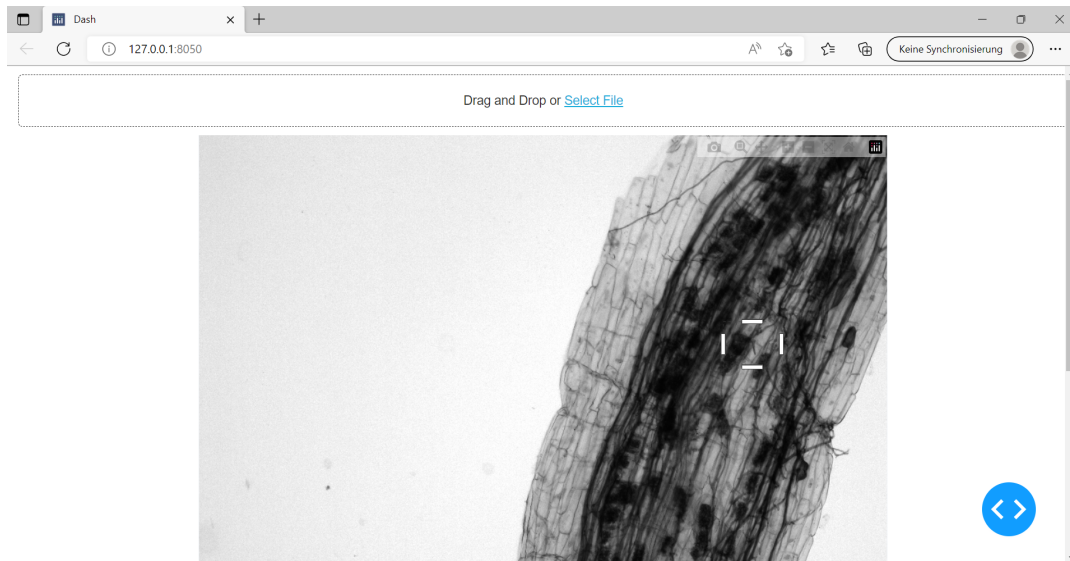 Dash
127.0.0.1:8050
Keine Synchronisierung
Drag and Drop or Select File